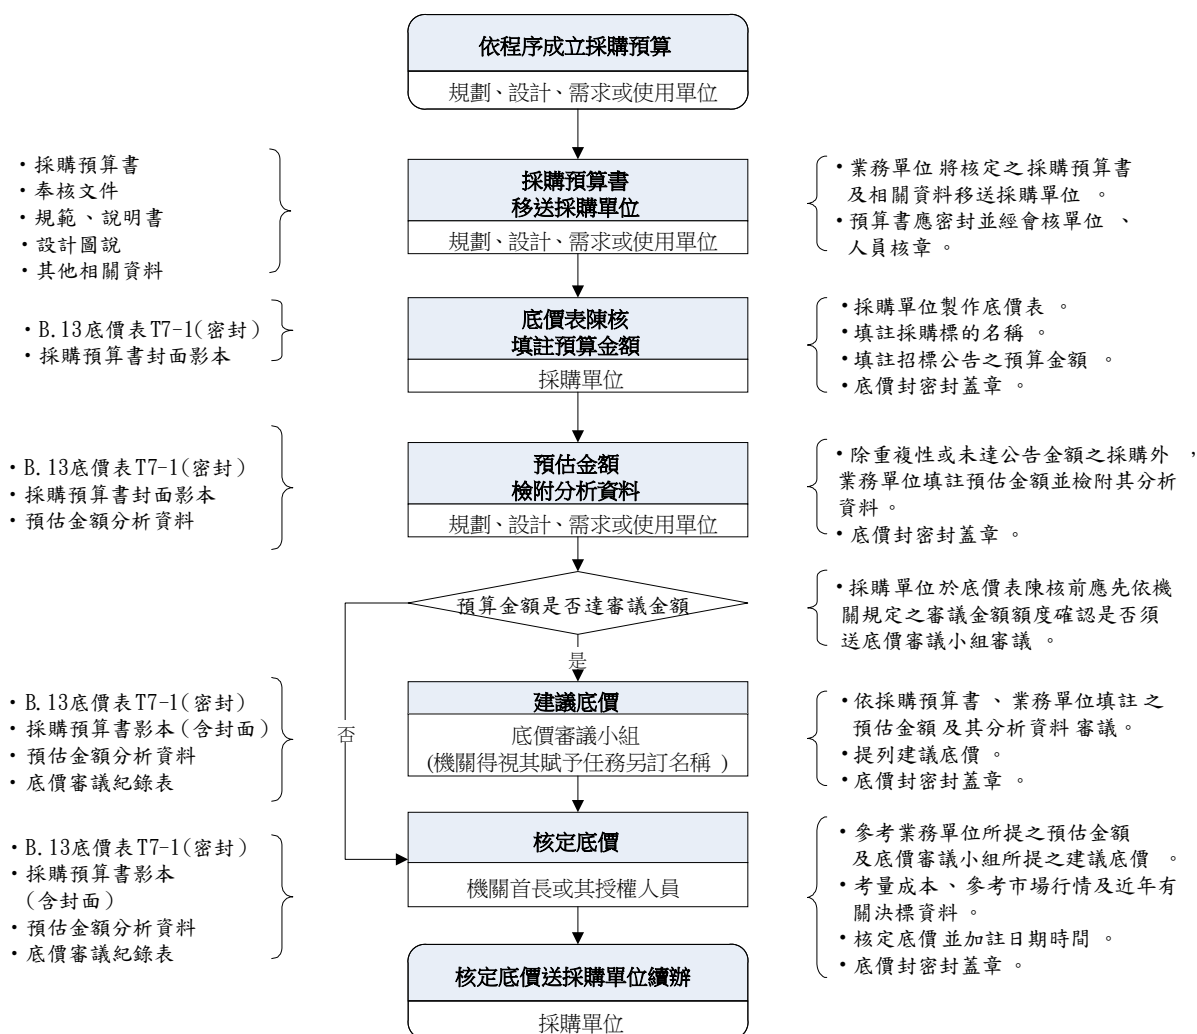 依程序成立採購預算
規劃、設計、需求或使用單位
・採購預算書
・奉核文件
・規範、說明書
・設計圖說
・其他相關資料
採購預算書
移送採購單位
規劃、設計、需求或使用單位
・業務單位將核定之採購預算書
及相關資料移送採購單位。
・預算書應密封並經會核單位、
人員核章。
・B.13底價表T7-1(密封)
・採購預算書封面影本
底價表陳核
填註預算金額
採購單位
・採購單位製作底價表。
・填註採購標的名稱。
・填註招標公告之預算金額。
・底價封密封蓋章。
・B.13底價表T7-1(密封)
・採購預算書封面影本
・預估金額分析資料
預估金額
檢附分析資料
規劃、設計、需求或使用單位
・除重複性或未達公告金額之採購外，
業務單位填註預估金額並檢附其分析
資料。
・底價封密封蓋章。
預算金額是否達審議金額
・採購單位於底價表陳核前應先依機
關規定之審議金額額度確認是否須
送底價審議小組審議。
是
否
・B.13底價表T7-1(密封)
・採購預算書影本(含封面)
・預估金額分析資料
・底價審議紀錄表
建議底價
底價審議小組
(機關得視其賦予任務另訂名稱)
・依採購預算書、業務單位填註之
預估金額及其分析資料審議。
・提列建議底價。
・底價封密封蓋章。
・B.13底價表T7-1(密封)
・採購預算書影本
(含封面)
・預估金額分析資料
・底價審議紀錄表
核定底價
機關首長或其授權人員
・參考業務單位所提之預估金額
及底價審議小組所提之建議底價。
・考量成本、參考市場行情及近年有
關決標資料。
・核定底價並加註日期時間。
・底價封密封蓋章。
核定底價送採購單位續辦
採購單位